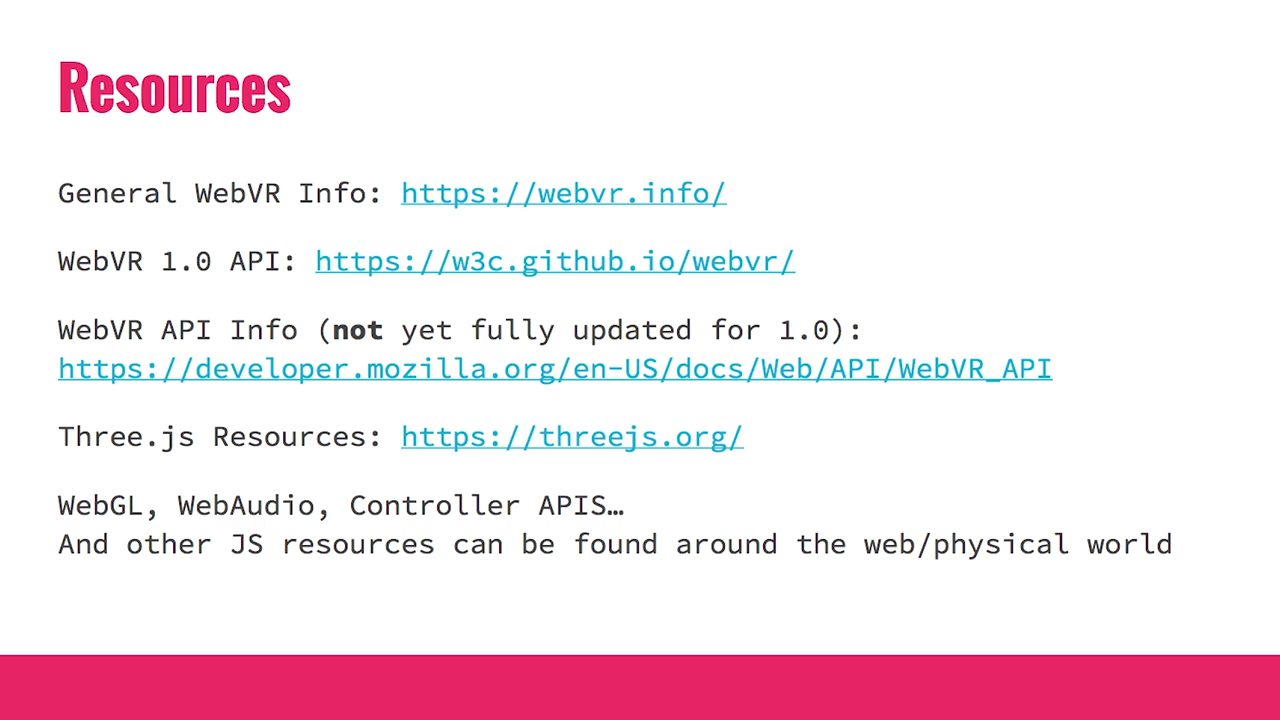 Resources
General WebVR Info: https://webvr.info/
WebVR 1.0 API: https://w3c.github.io/webvr/
WebVR API Info (not yet fully updated for 1.0):
https://developer.mozilla.org/en-US/docs/Web/API/WebVR_API
Three.js Resources: https://threejs.org/
WebGL, WebAudio, Controller APIS…
And other JS resources can be found around the web/physical world